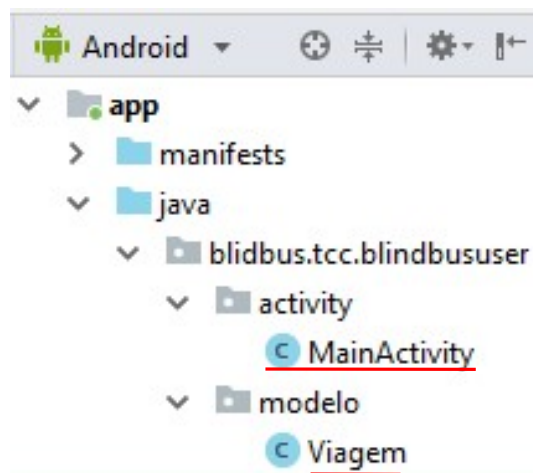 Android
app
manifests
java
blidbus.tcc.blindbususer
activity
C MainActivity
modelo
C Viagem